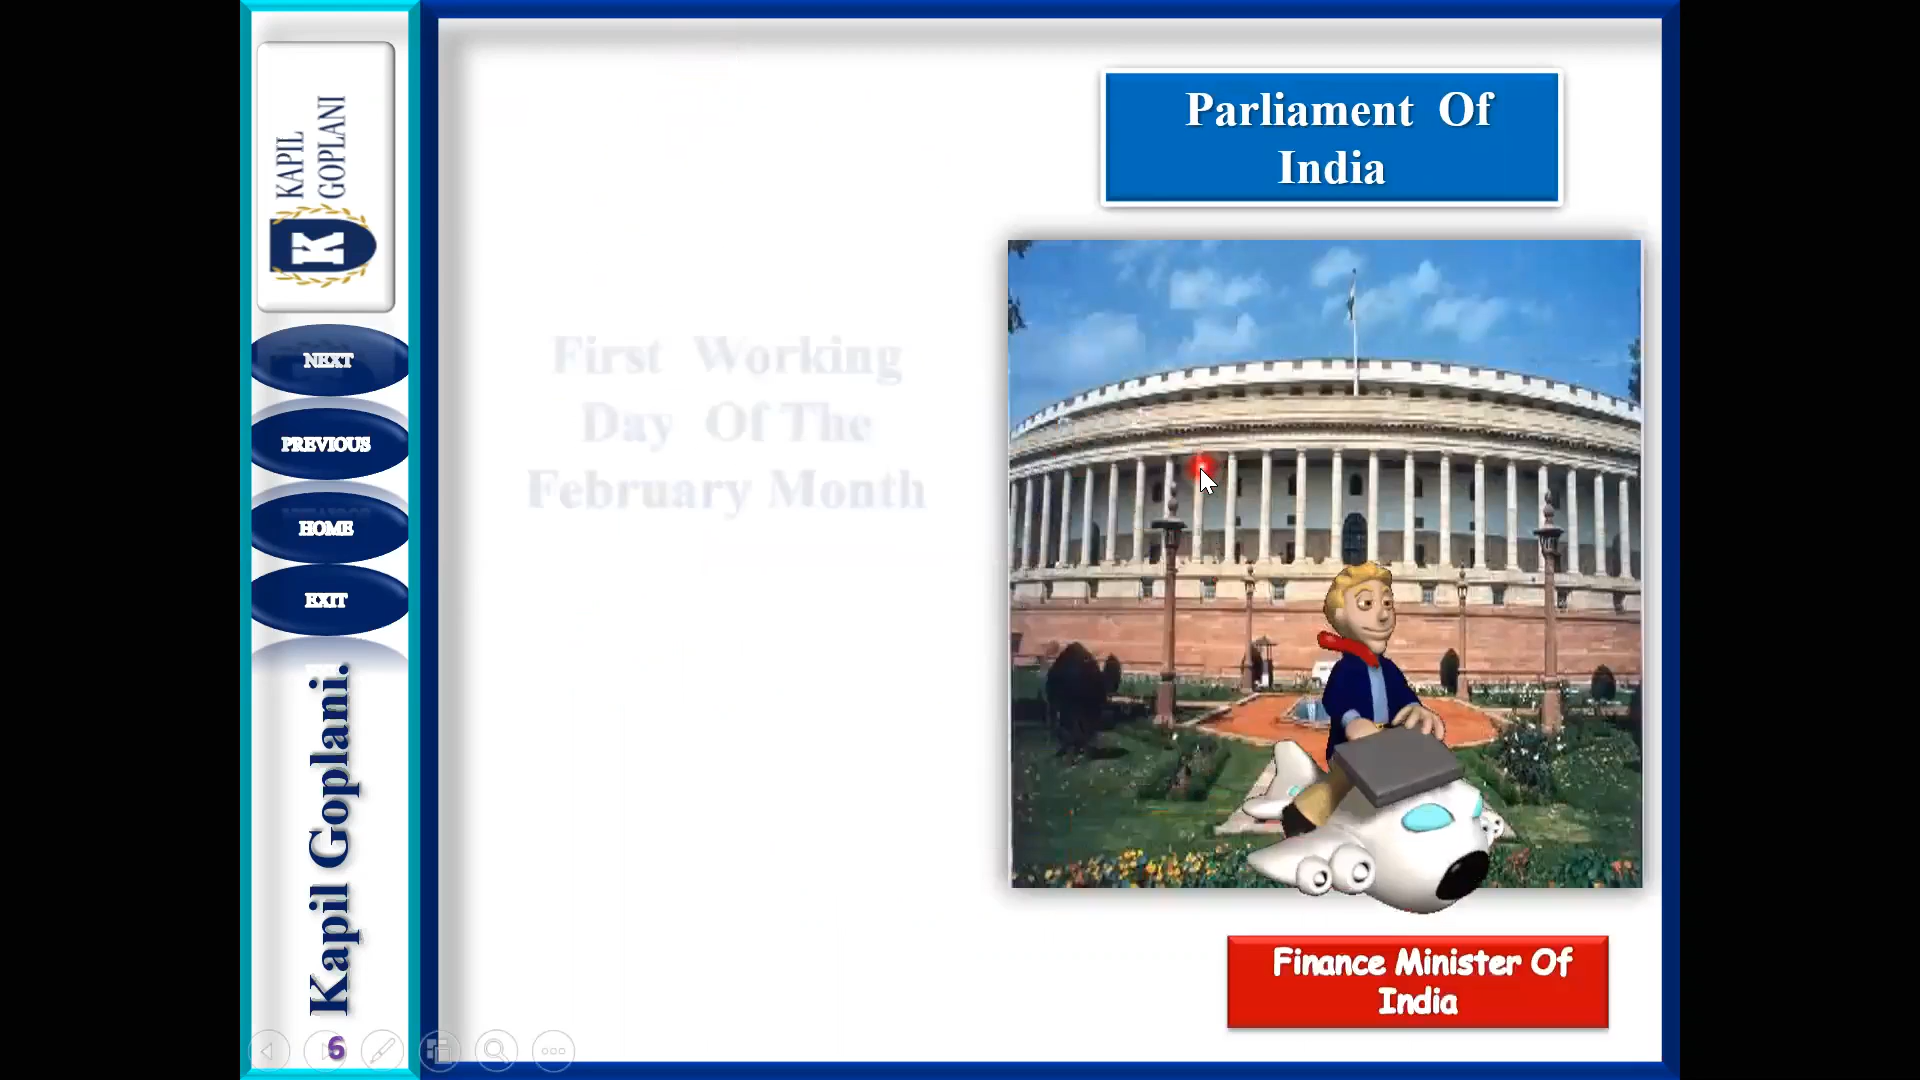 KAPIL
GOPLANI
K
NEXT
PREVIOUS
HOME
EXIT
Kapil Goplani.
6
Parliament Of
India
First Working
Day Of The
February Month
Finance Minister Of
India